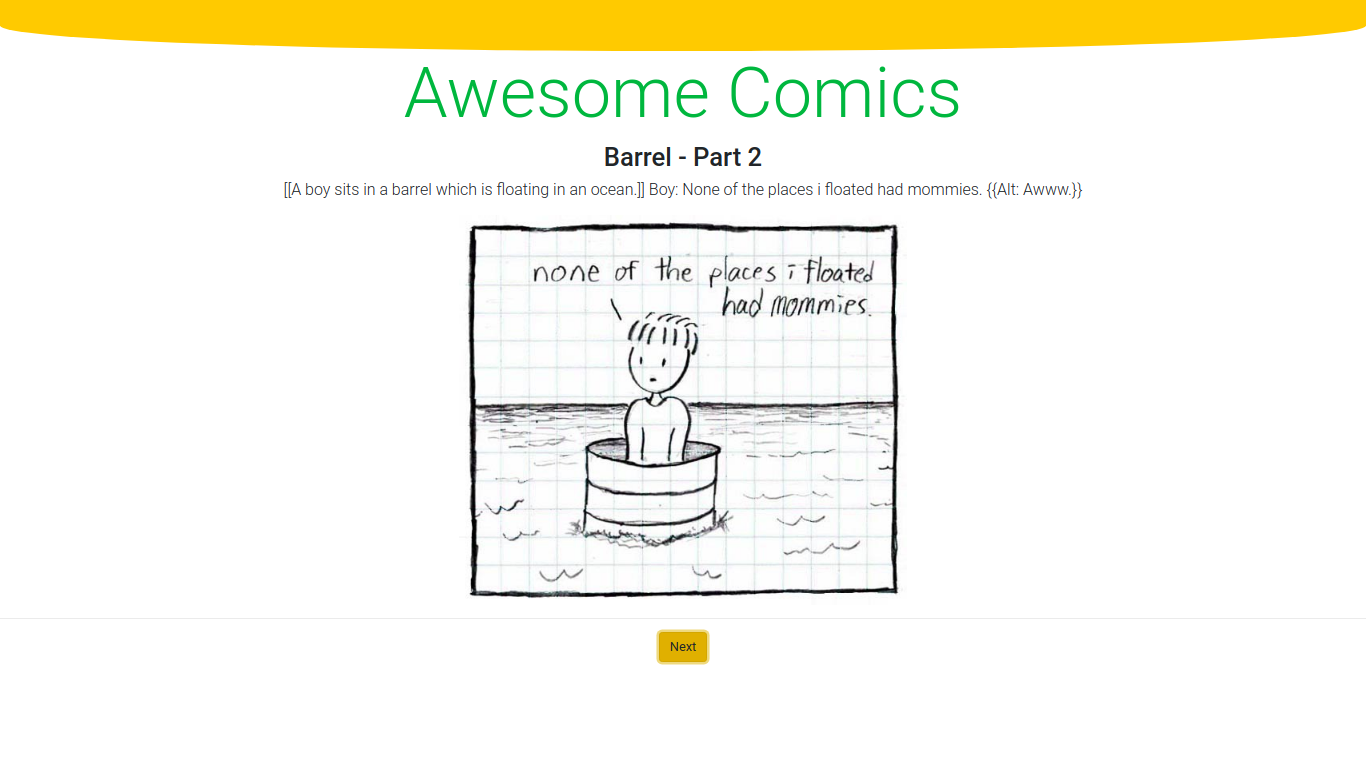 Awesome Comics
Barrel - Part 2
[[A boy sits in a barrel which is floating in an ocean.]] Boy: None of the places i floated had mommies. {{Alt: Awww.}}
none of the places i floated
had mommies.
Next